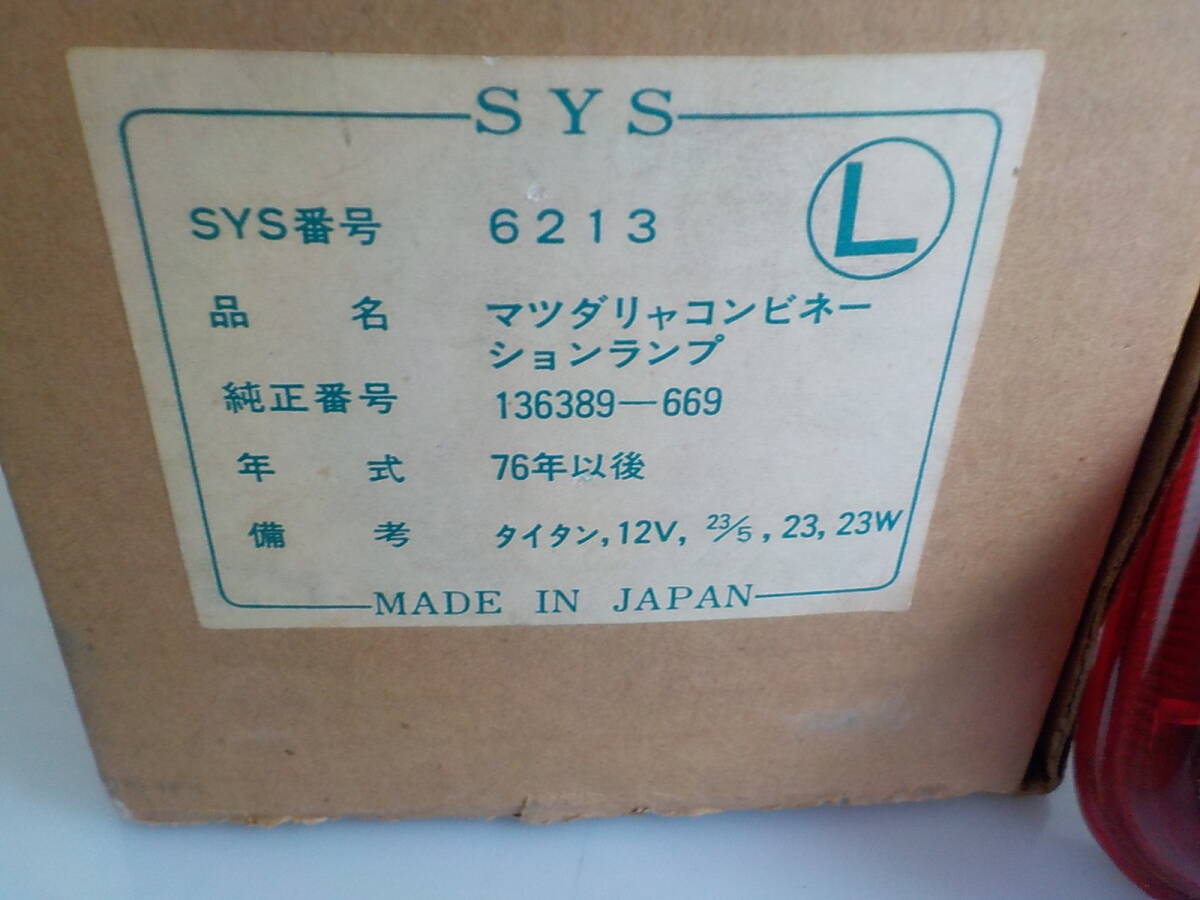 SYS
L
SYS番号 6213
品名 マツダリャコンビネー
ションランプ
純正番号 136389—669
年式 76年以後
備考 タイタン,12V, 23/5, 23, 23W
MADE IN JAPAN